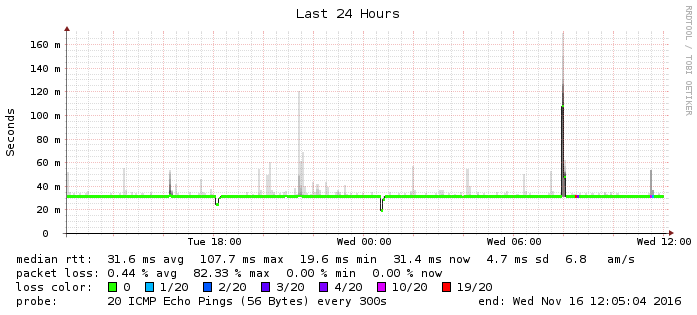 Last 24 Hours
RRDTOOL / TOBI OETIKER
Seconds
160 m
140 m
120 m
100 m
80 m
60 m
40 m
20 m
0
Tue 18:00 Wed 00:00 Wed 06:00 Wed 12:00
median rtt: 31.6 ms avg 107.7 ms max 19.6 ms min 31.4 ms now 4.7 ms sd 6.8 am/s
packet loss: 0.44 % avg 82.33 % max 0.00 % min 0.00 % now
loss color: 0 1/20 2/20 3/20 4/20 10/20 19/20
probe: 20 ICMP Echo Pings (56 Bytes) every 300s end: Wed Nov 16 12:05:04 2016